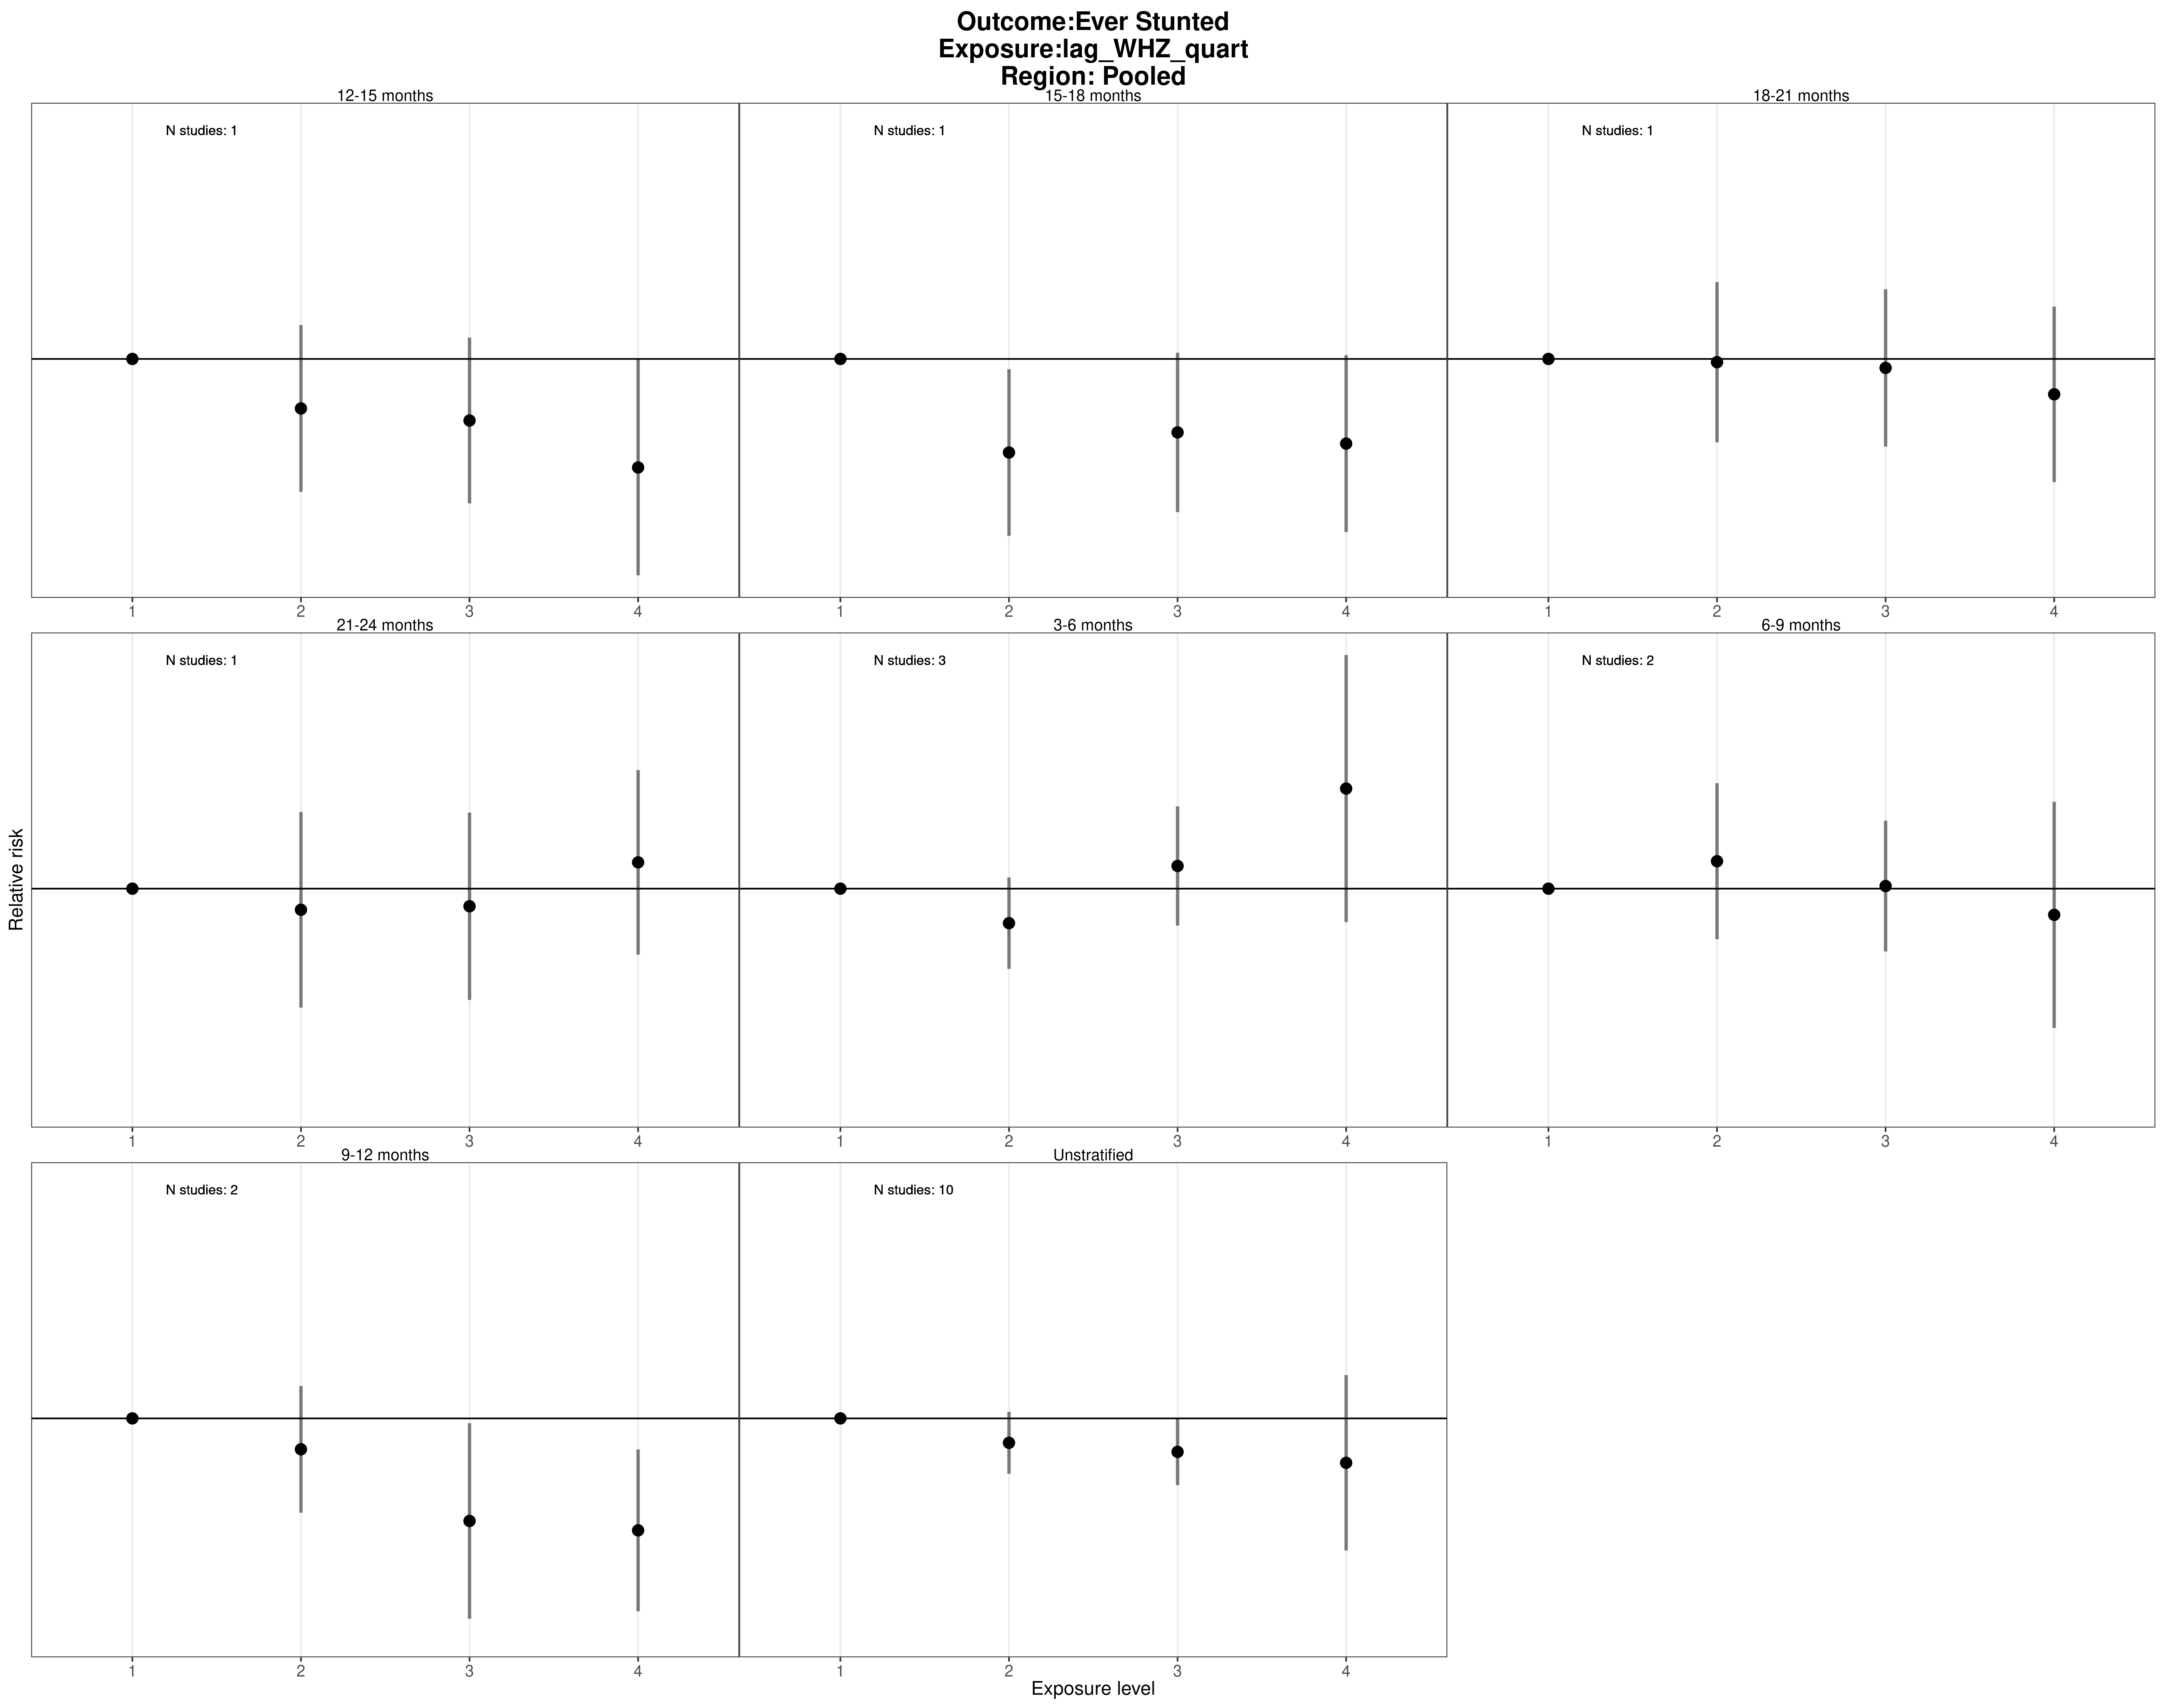 Outcome:Ever Stunted
Exposure:lag_WHZ_quart
Region: Pooled
12-15 months
15-18 months
18-21 months
N studies: 1
N studies: 1
N studies: 1
1 2 3 4
1 2 3 4
1 2 3 4
21-24 months
3-6 months
6-9 months
N studies: 1
N studies: 3
N studies: 2
Relative risk
1 2 3 4
1 2 3 4
1 2 3 4
9-12 months
Unstratified
N studies: 2
N studies: 10
1 2 3 4
1 2 3 4
Exposure level